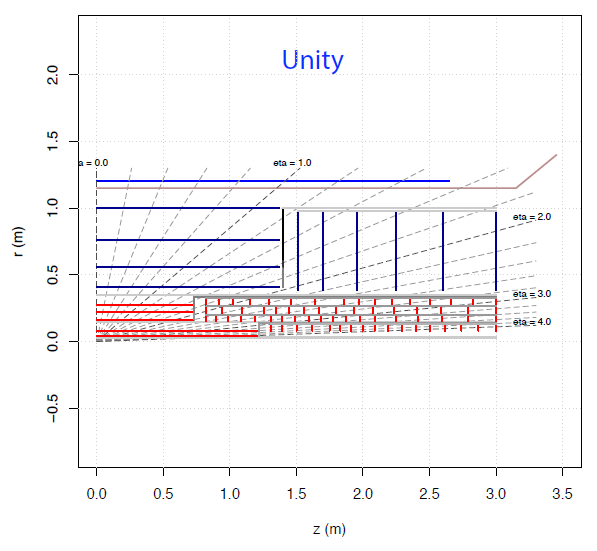 Unity
2.0
1.5
a = 0.0
eta = 1.0
1.0
eta = 2.0
r (m)
0.5
eta = 3.0
eta = 4.0
0.0
−0.5
0.0 0.5 1.0 1.5 2.0 2.5 3.0 3.5
z (m)